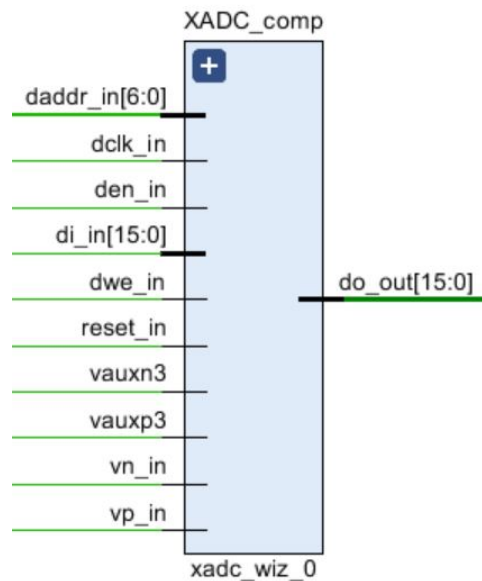 XADC_comp
daddr_in[6:0]
dclk_in
den_in
di_in[15:0]
dwe_in
do_out[15:0]
reset_in
vauxn3
vauxp3
vn_in
vp_in
xadc_wiz_0